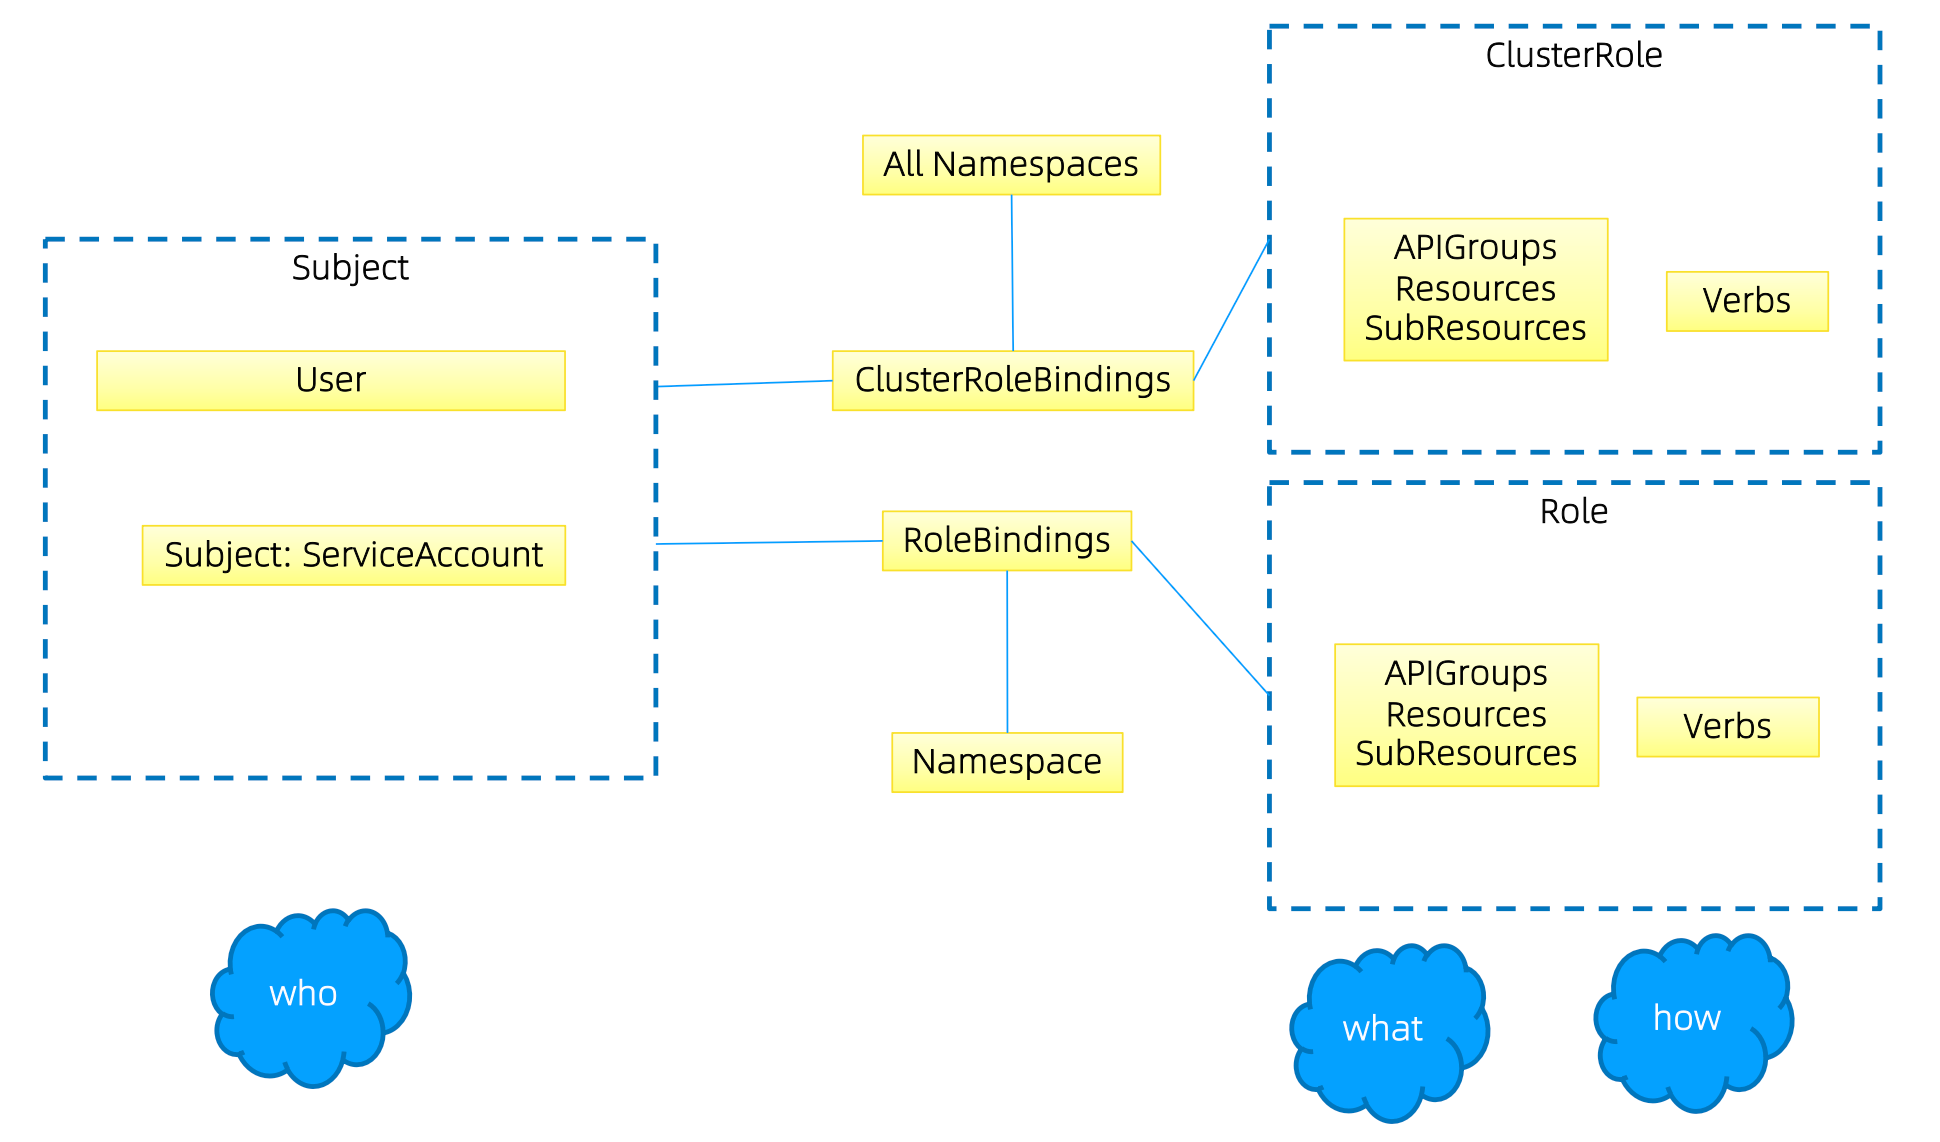 Subject
User
Subject: ServiceAccount
All Namespaces
ClusterRoleBindings
RoleBindings
Namespace
ClusterRole
APIGroups
Resources
SubResources
Verbs
Role
APIGroups
Resources
SubResources
Verbs
who
what
how